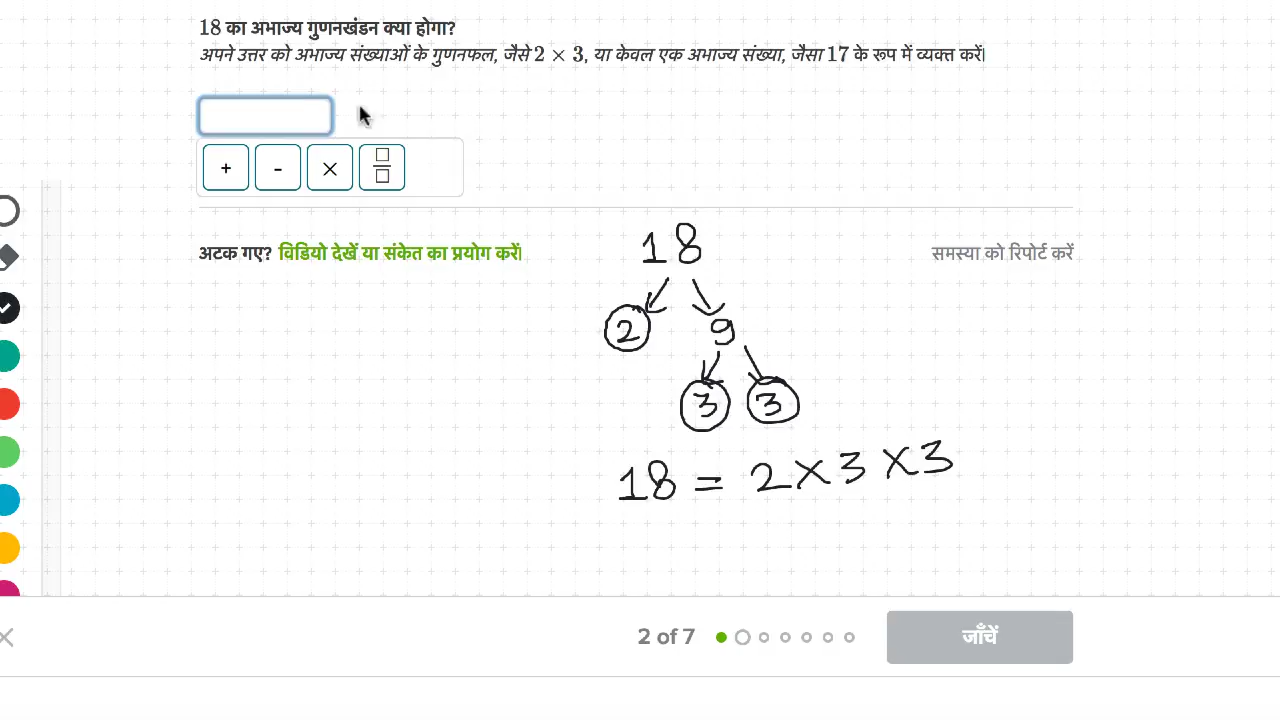 18 का अभाज्य गुणनखंडन क्या होगा?
अपने उत्तर को अभाज्य संख्याओं के गुणनफल, जैसे 2 × 3, या केवल एक अभाज्य संख्या, जैसा 17 के रूप में व्यक्त करें।
+ - ×
अटक गए? विडियो देखें या संकेत का प्रयोग करें।
समस्या को रिपोर्ट करें
18
2 9
3 3
18 = 2 × 3 × 3
2 of 7
जाँचें